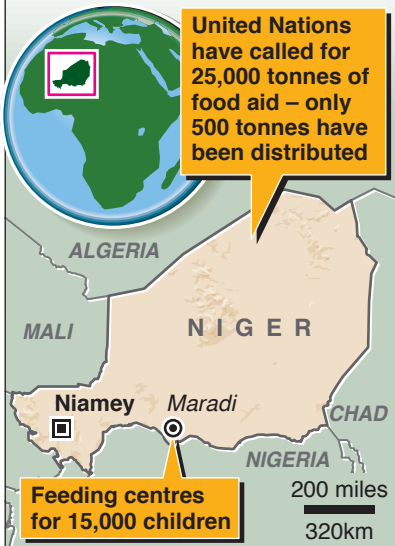 United Nations
have called for
25,000 tonnes of
food aid – only
500 tonnes have
been distributed
ALGERIA
MALI
NIGER
Niamey
Maradi
CHAD
NIGERIA
Feeding centres
for 15,000 children
200 miles
320km